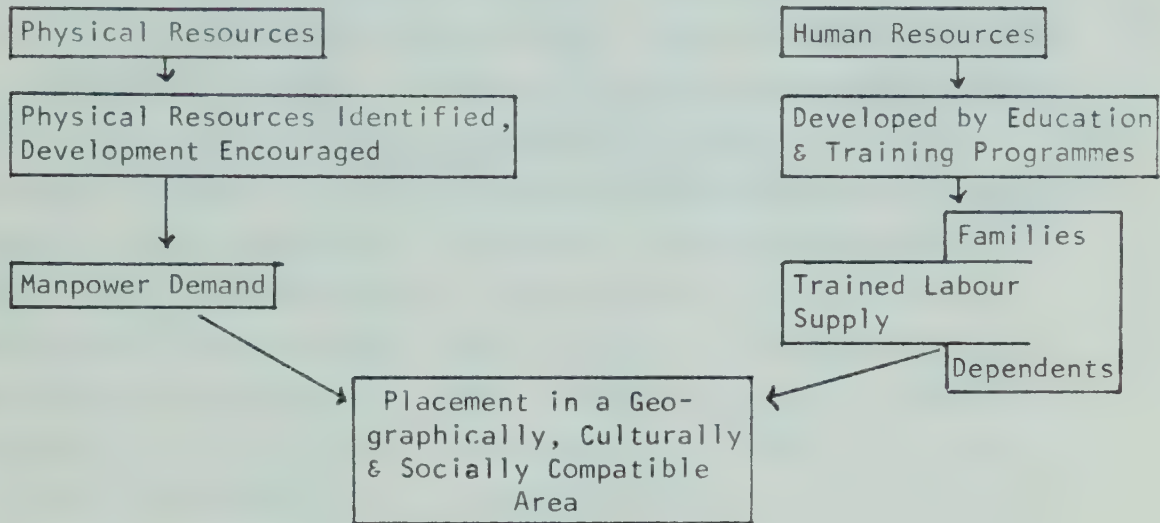 Physical Resources
Human Resources
Physical Resources Identified,
Development Encouraged
Developed by Education
& Training Programmes
Families
Manpower Demand
Trained Labour
Supply
Dependents
Placement in a Geo-
graphically, Culturally
& Socially Compatible
Area